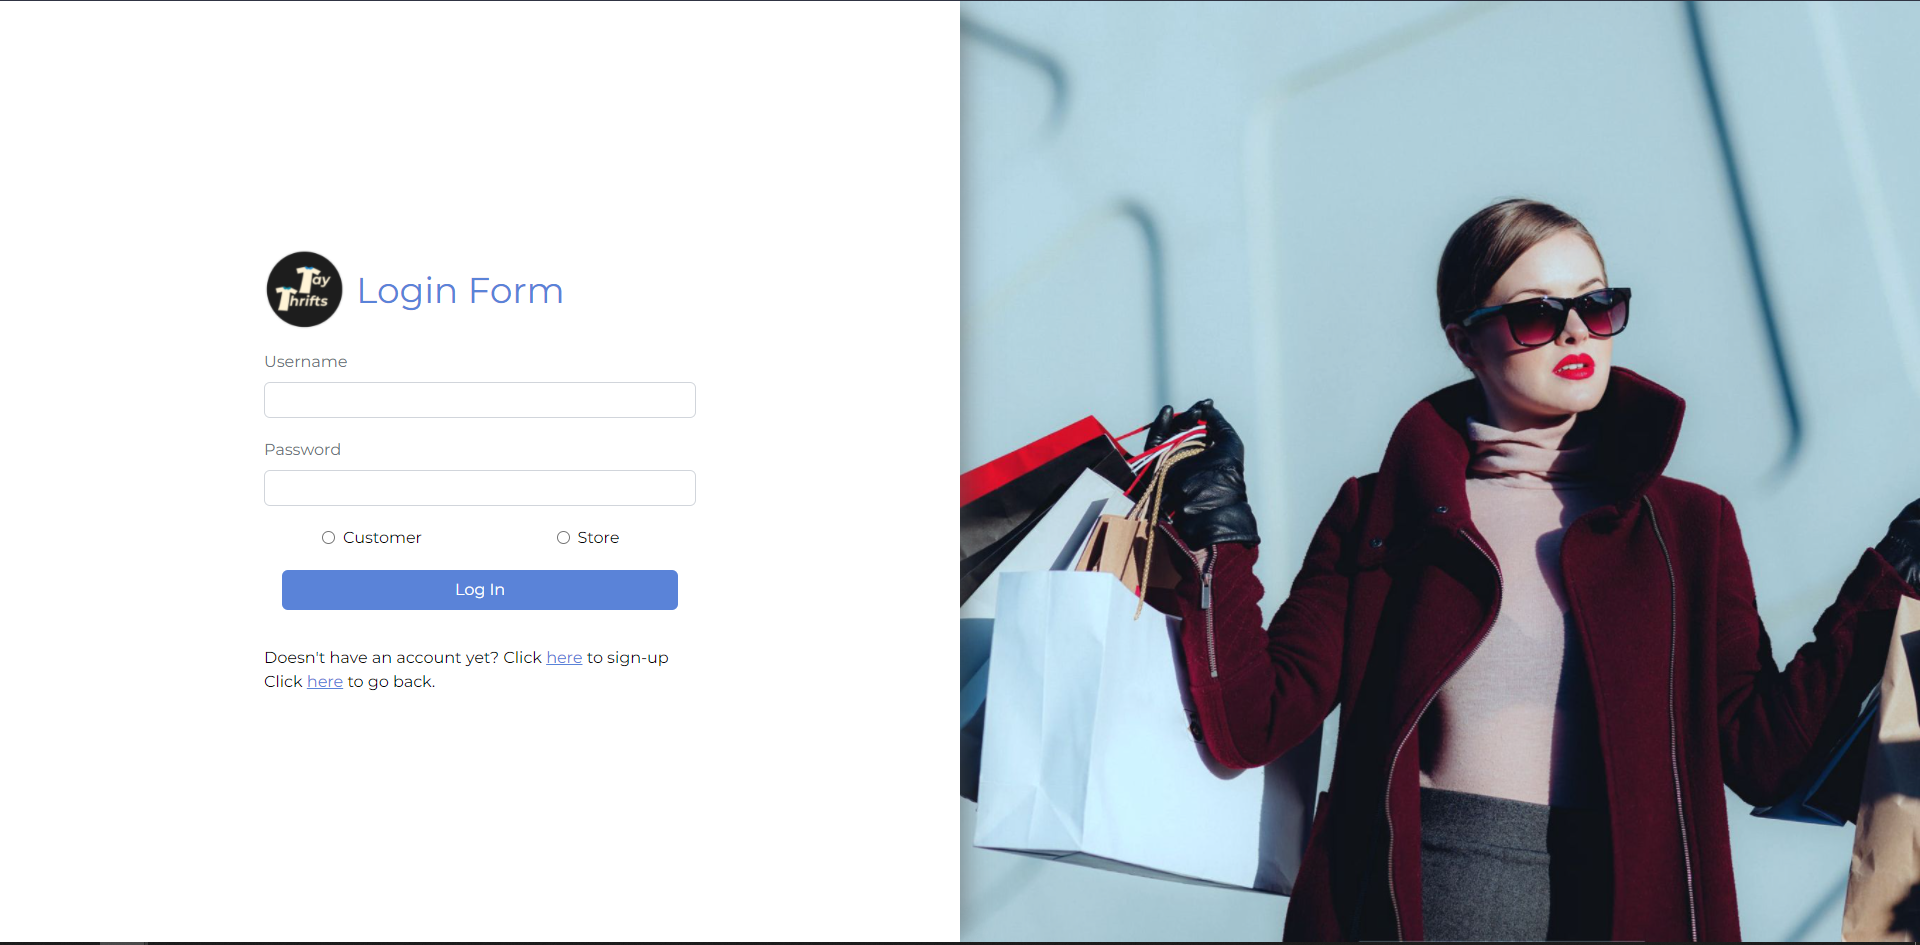 Tay
Thrifts
Login Form
Username
Password
Customer
Store
Log In
Doesn't have an account yet? Click here to sign-up
Click here to go back.